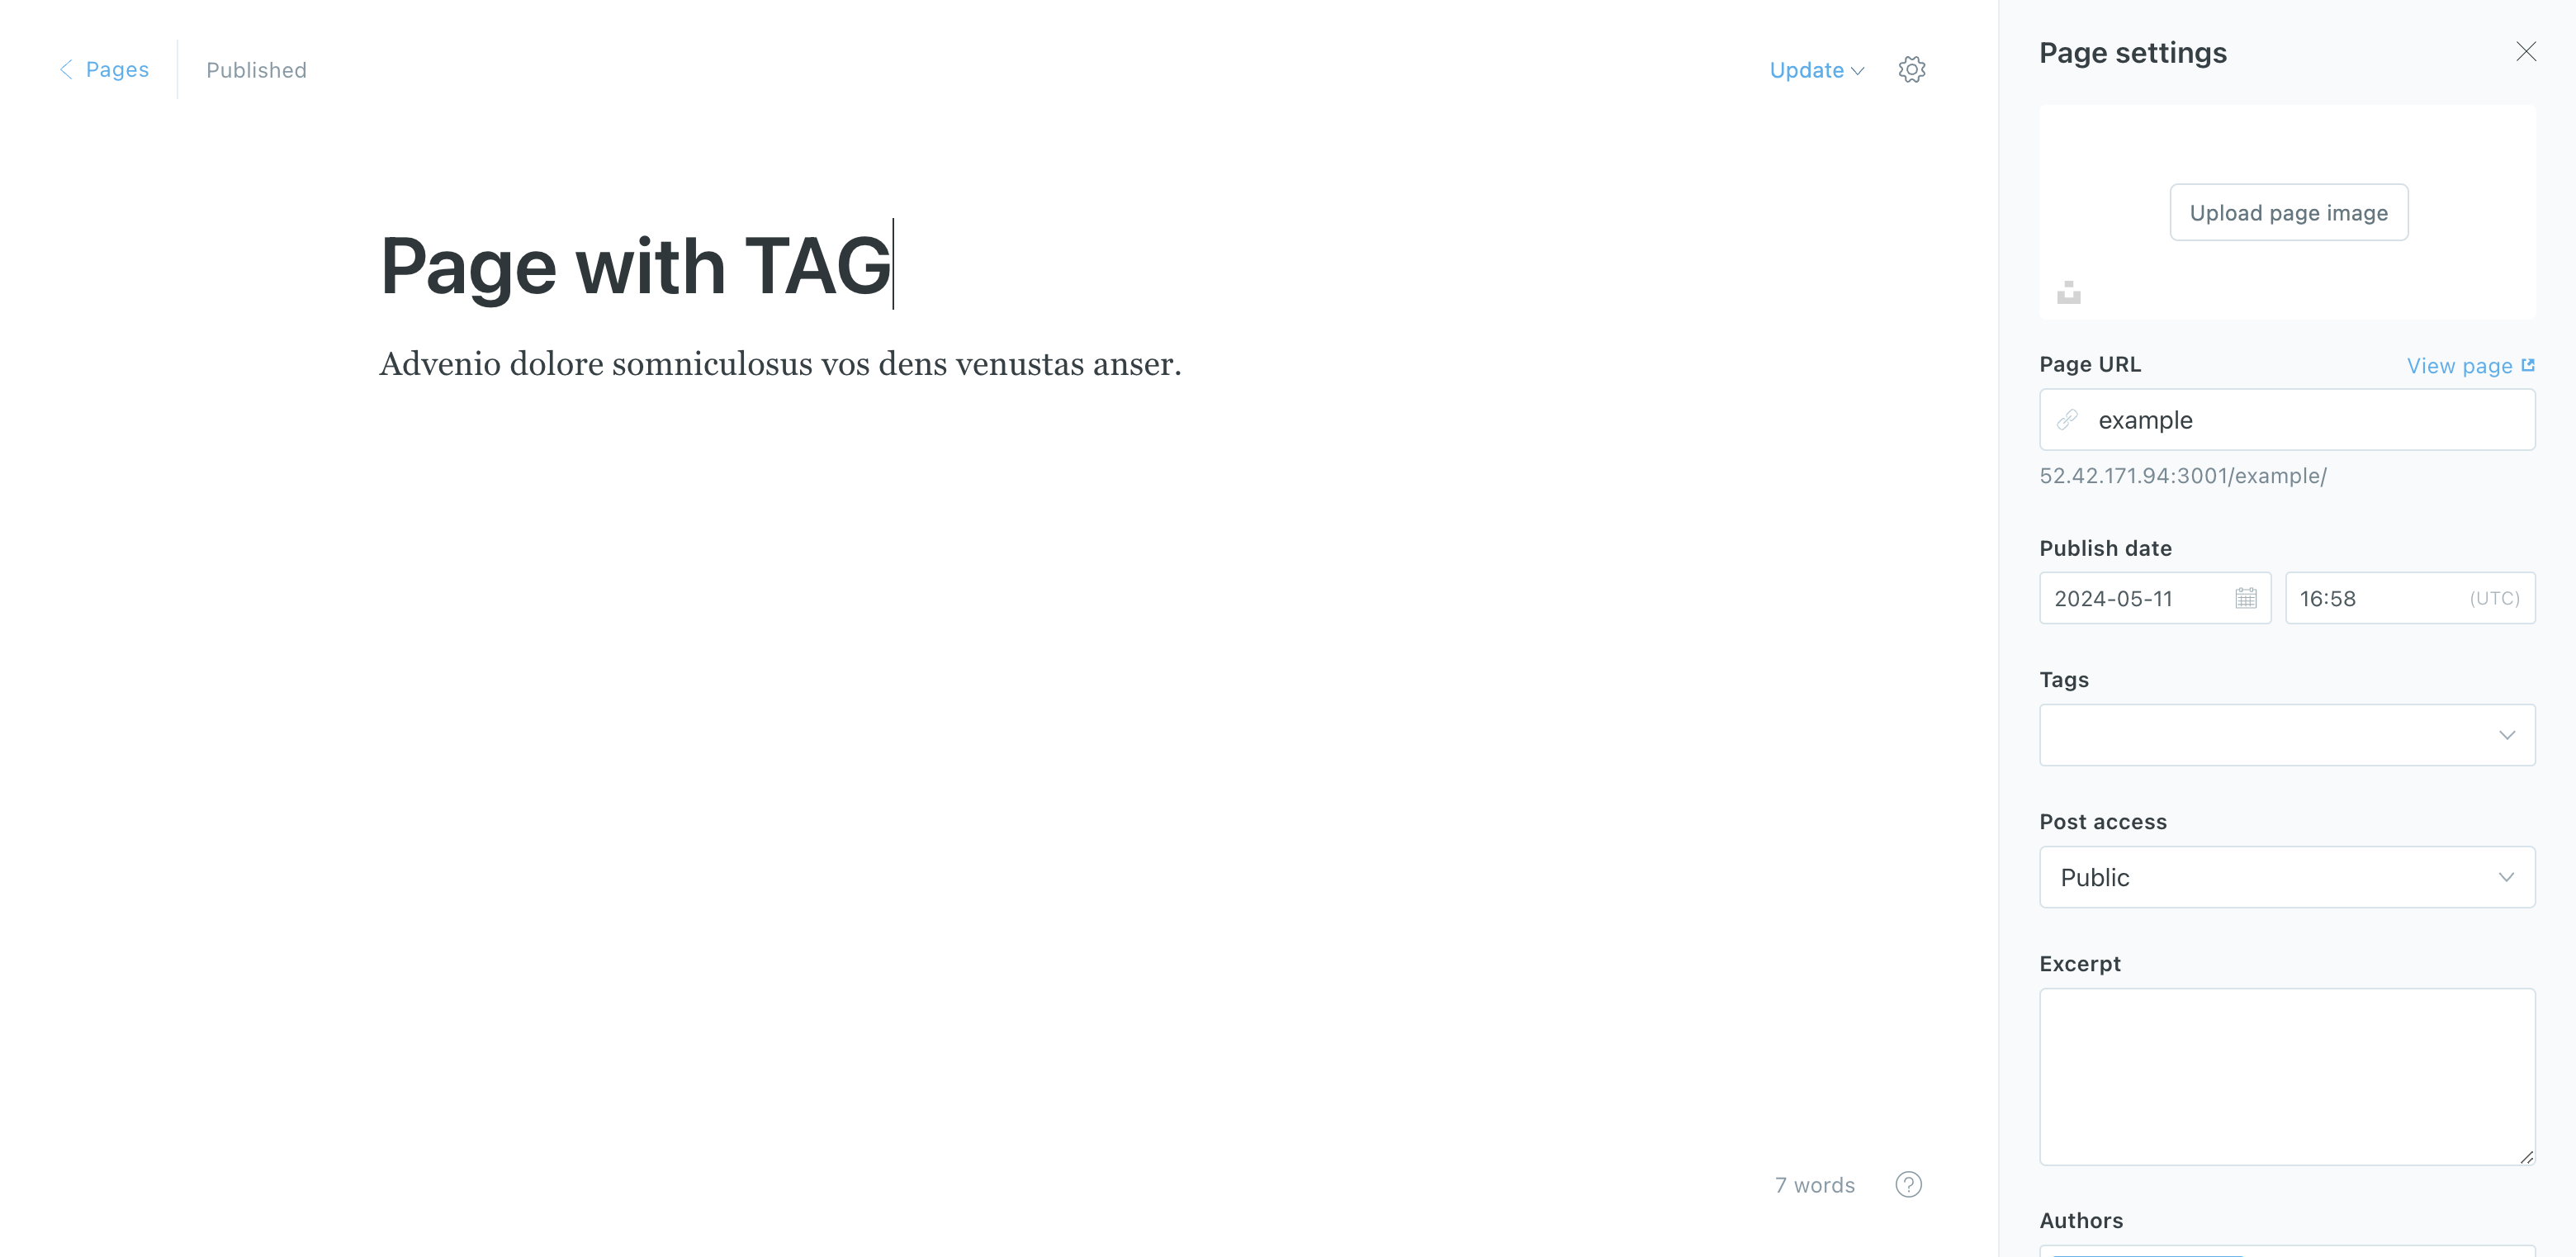 Pages
Published
Update
Page with TAG
Advenio dolore somniculosus vos dens venustas anser.
7 words
?
Page settings
Upload page image
Page URL
View page
example
52.42.171.94:3001/example/
Publish date
2024-05-11
16:58
(UTC)
Tags
Post access
Public
Excerpt
Authors